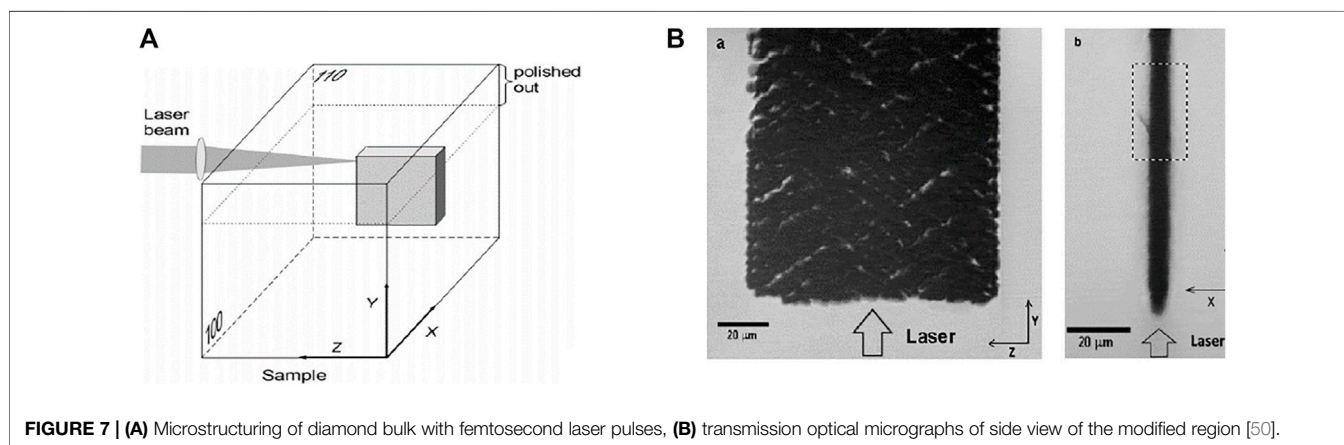 A
110
polished
out
Laser
beam
100
Y
X
Z
Sample
B
a
20 μm
Laser
Y
Z
b
X
20 μm
Laser
FIGURE 7 | (A) Microstructuring of diamond bulk with femtosecond laser pulses, (B) transmission optical micrographs of side view of the modified region [50].